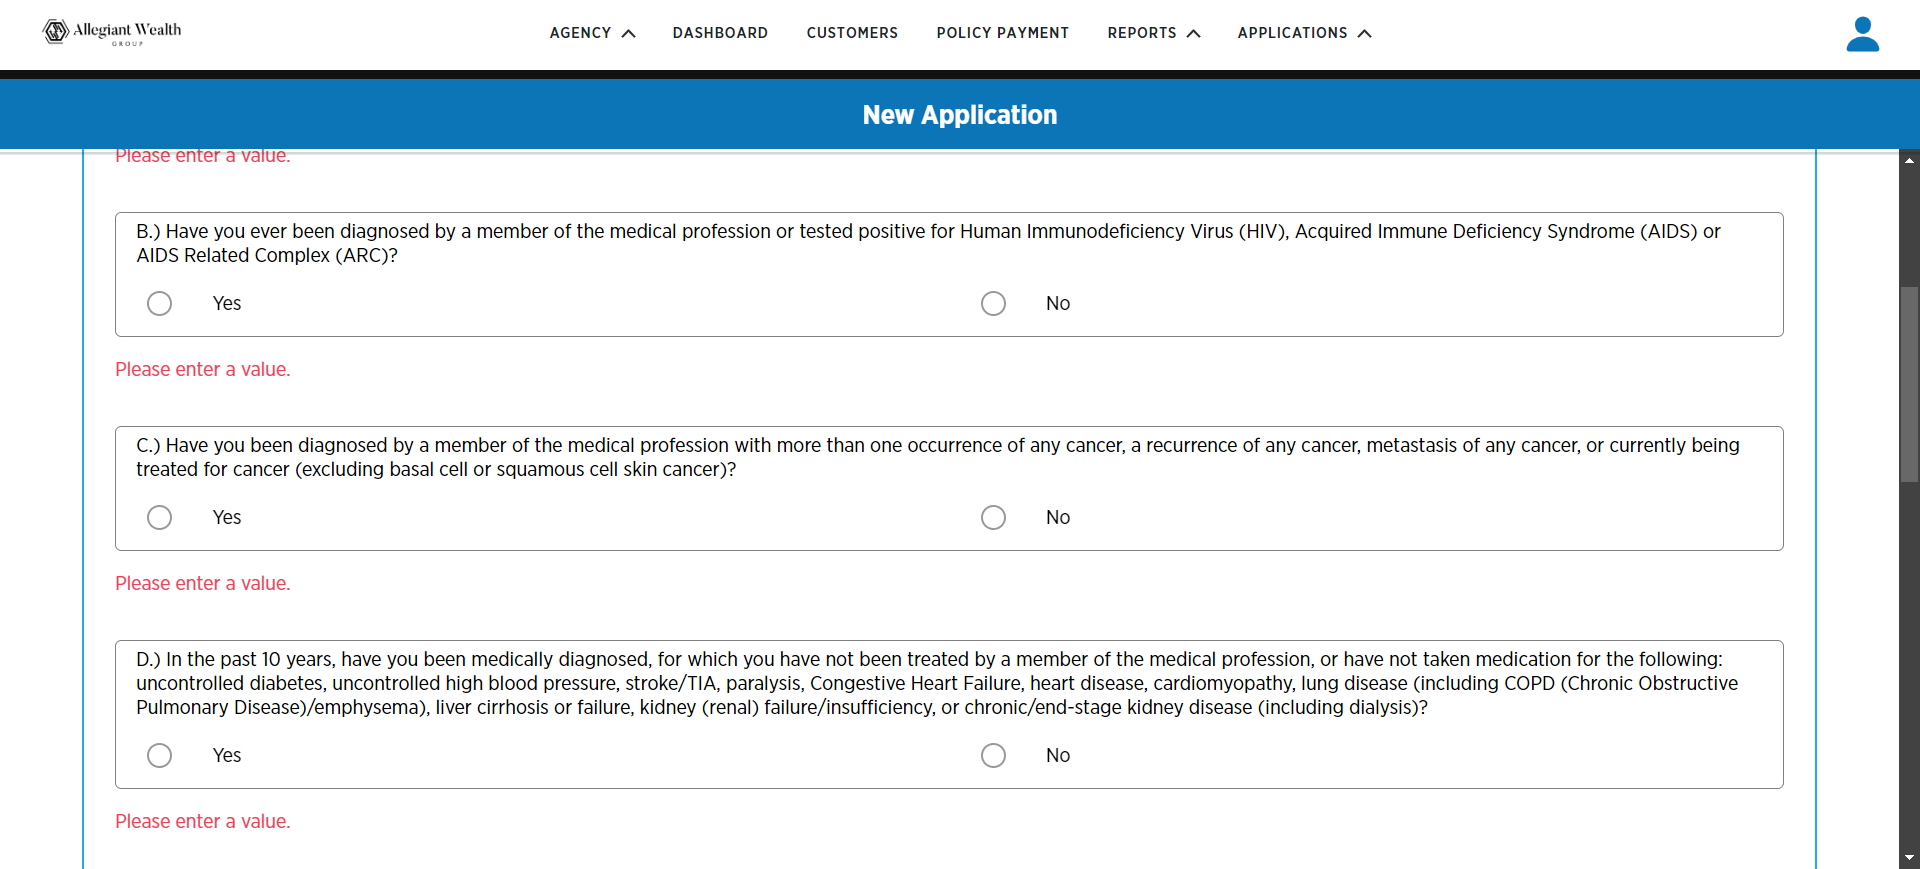 Allegiant Wealth
GROUP
AGENCY DASHBOARD CUSTOMERS POLICY PAYMENT REPORTS APPLICATIONS
New Application
Please enter a value.
B.) Have you ever been diagnosed by a member of the medical profession or tested positive for Human Immunodeficiency Virus (HIV), Acquired Immune Deficiency Syndrome (AIDS) or
AIDS Related Complex (ARC)?
Yes No
Please enter a value.
C.) Have you been diagnosed by a member of the medical profession with more than one occurrence of any cancer, a recurrence of any cancer, metastasis of any cancer, or currently being
treated for cancer (excluding basal cell or squamous cell skin cancer)?
Yes No
Please enter a value.
D.) In the past 10 years, have you been medically diagnosed, for which you have not been treated by a member of the medical profession, or have not taken medication for the following:
uncontrolled diabetes, uncontrolled high blood pressure, stroke/TIA, paralysis, Congestive Heart Failure, heart disease, cardiomyopathy, lung disease (including COPD (Chronic Obstructive
Pulmonary Disease)/emphysema), liver cirrhosis or failure, kidney (renal) failure/insufficiency, or chronic/end-stage kidney disease (including dialysis)?
Yes No
Please enter a value.